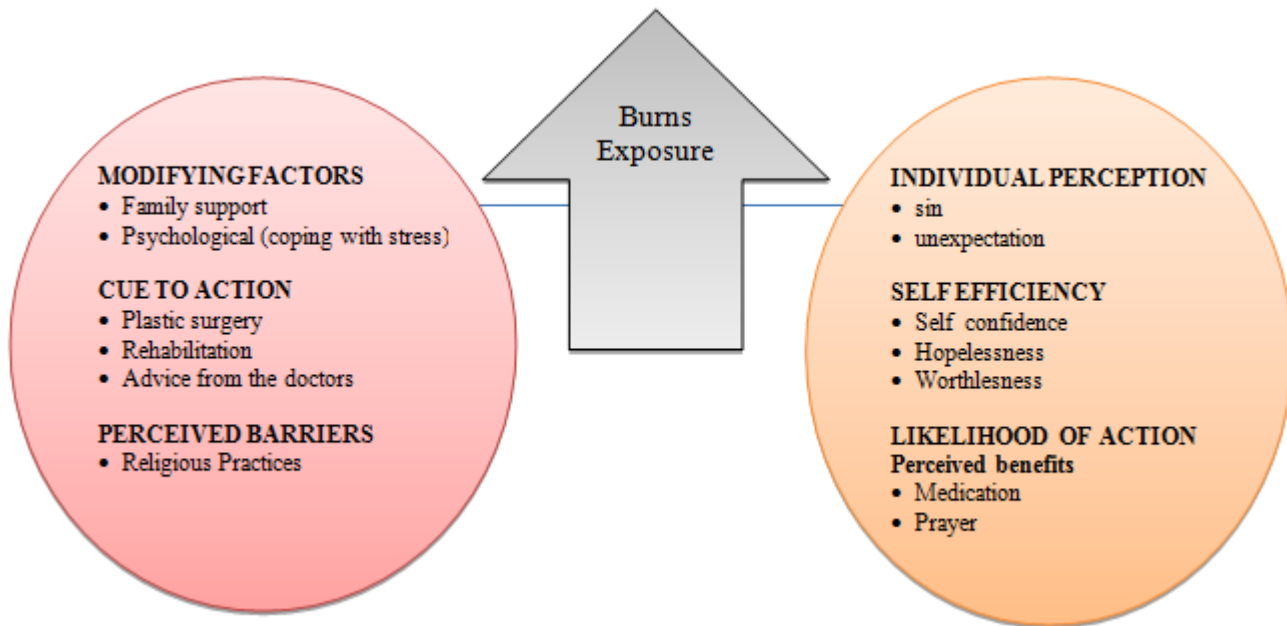 Burns
Exposure
MODIFYING FACTORS
• Family support
• Psychological (coping with stress)
CUE TO ACTION
• Plastic surgery
• Rehabilitation
• Advice from the doctors
PERCEIVED BARRIERS
• Religious Practices
INDIVIDUAL PERCEPTION
• sin
• unexpectation
SELF EFFICIENCY
• Self confidence
• Hopelessness
• Worthlesness
LIKELIHOOD OF ACTION
Perceived benefits
• Medication
• Prayer